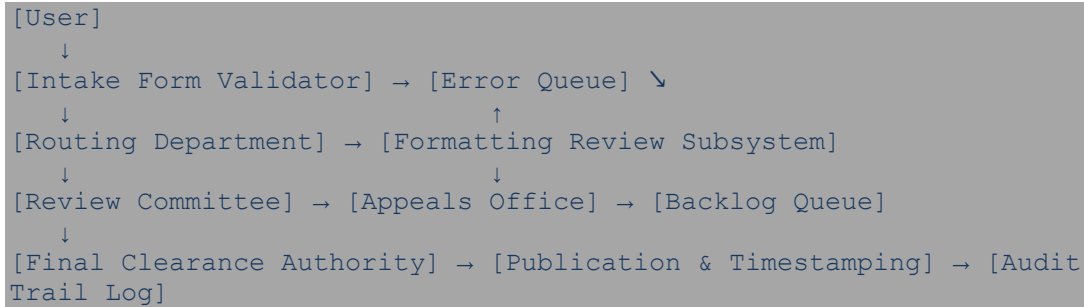 [User]
↓
[Intake Form Validator] → [Error Queue] ↘
↓ ↑
[Routing Department] → [Formatting Review Subsystem]
↓ ↓
[Review Committee] → [Appeals Office] → [Backlog Queue]
↓
[Final Clearance Authority] → [Publication & Timestamping] → [Audit
Trail Log]